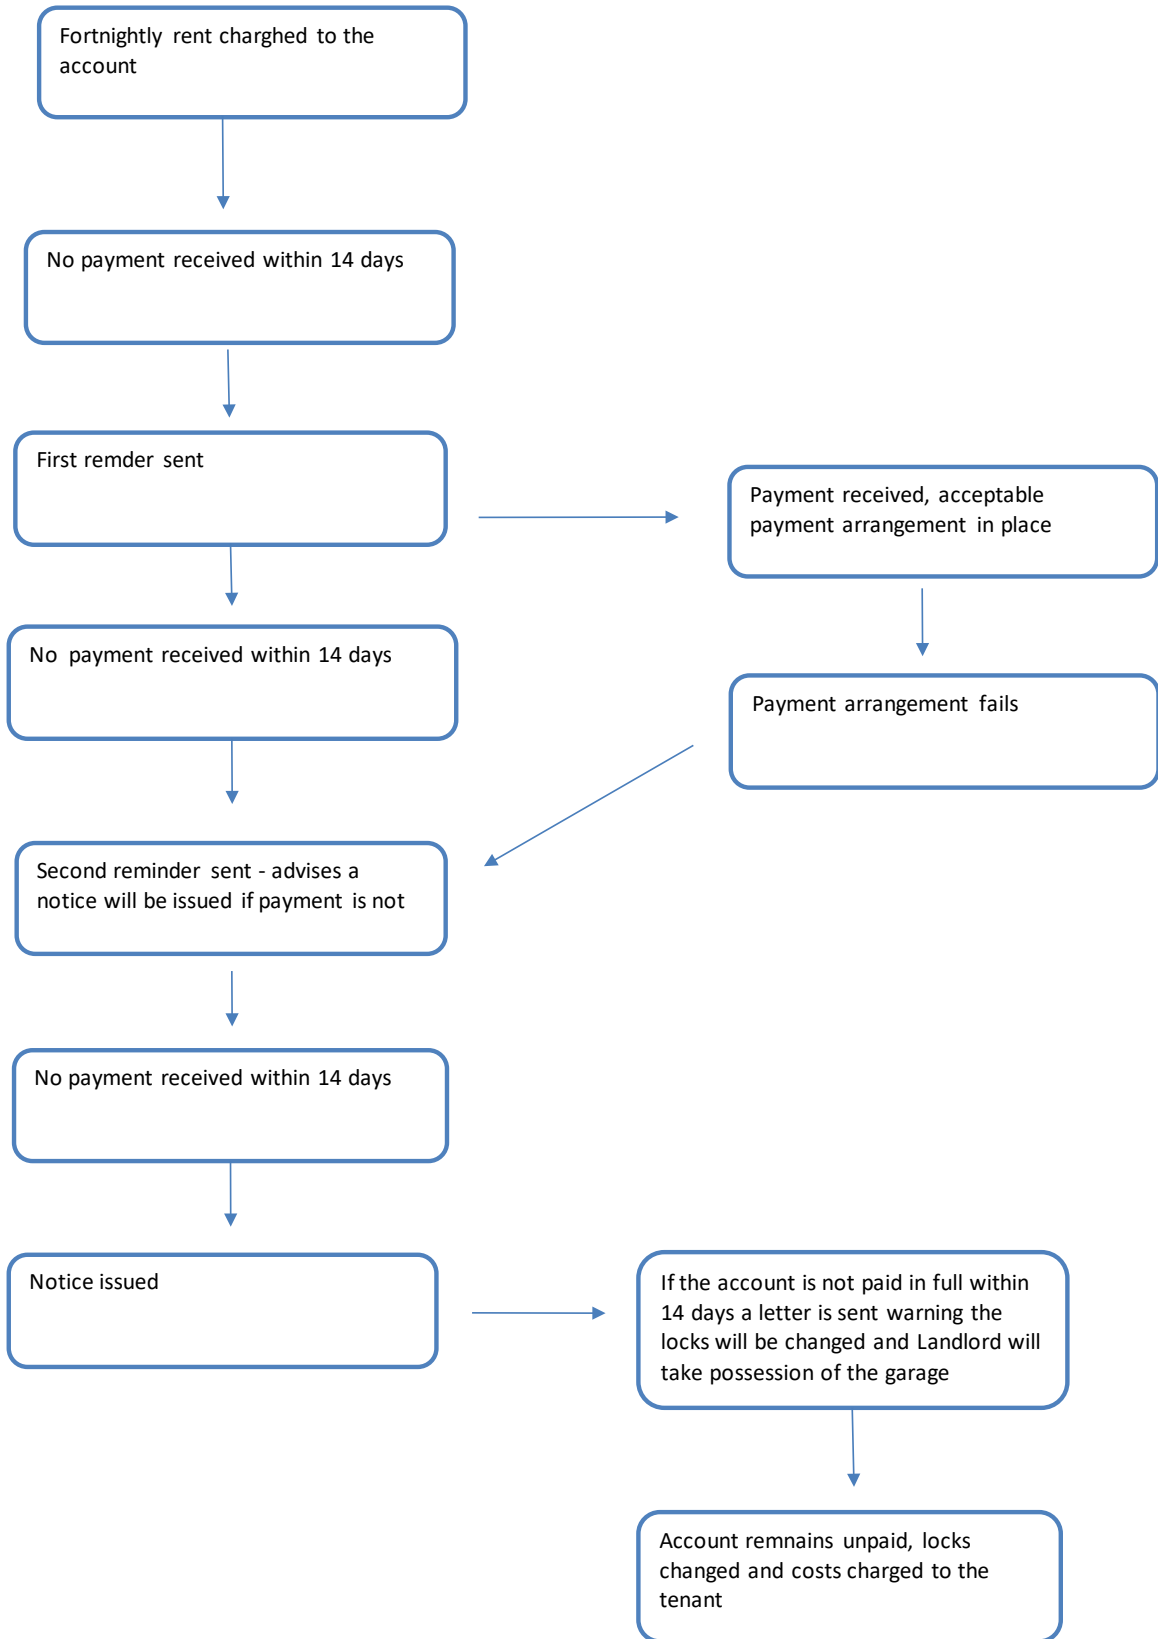 Fortnightly rent charghed to the
account
No payment received within 14 days
First remder sent
Payment received, acceptable
payment arrangement in place
No payment received within 14 days
Payment arrangement fails
Second reminder sent - advises a
notice will be issued if payment is not
No payment received within 14 days
Notice issued
If the account is not paid in full within
14 days a letter is sent warning the
locks will be changed and Landlord will
take possession of the garage
Account remnains unpaid, locks
changed and costs charged to the
tenant